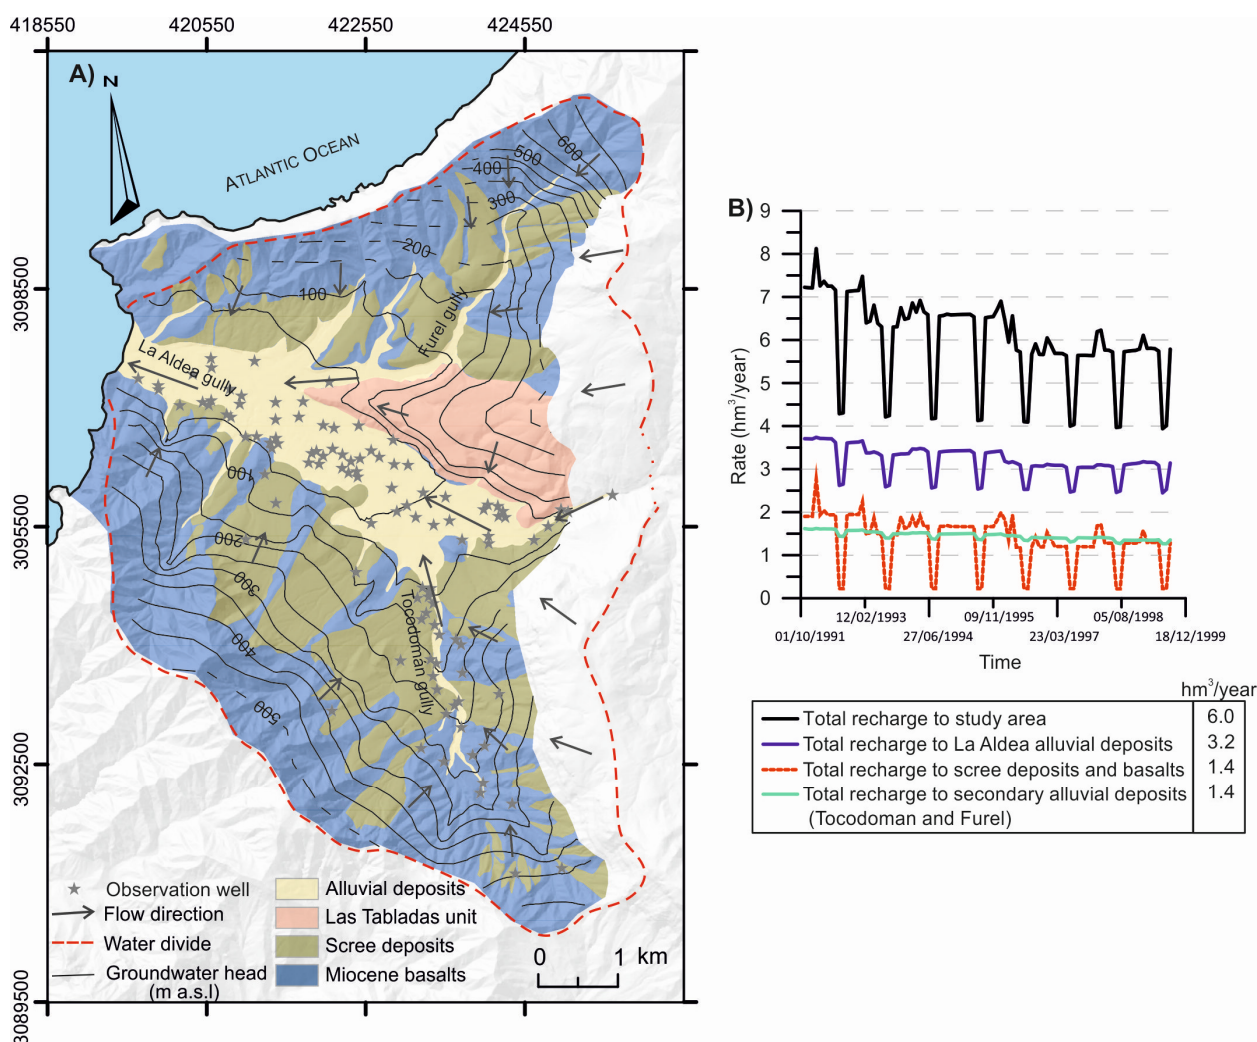 418550
420550
422550
424550
A)
N
ATLANTIC OCEAN
600
500
400
300
200
100
3098500
Furel gully
La Aldea gully
100
3095500
200
300
Tocodomán gully
400
500
3092500
Observation well
Flow direction
Water divide
Groundwater head
(m a.s.l)
Alluvial deposits
Las Tabladas unit
Scree deposits
Miocene basalts
0 1 km
3089500
B)
9
8
7
6
5
4
3
2
1
0
Rate (hm³/year)
12/02/1993
09/11/1995
05/08/1998
01/10/1991
27/06/1994
23/03/1997
18/12/1999
Time
hm³/year
Total recharge to study area 6.0
Total recharge to La Aldea alluvial deposits 3.2
Total recharge to scree deposits and basalts 1.4
Total recharge to secondary alluvial deposits 1.4
(Tocodoman and Furel)